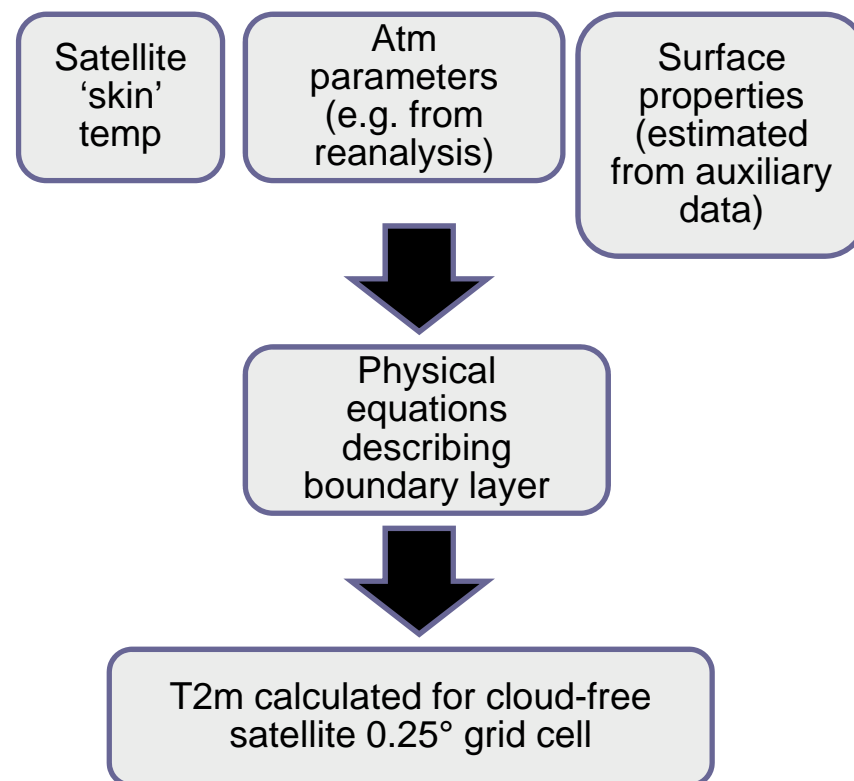 Satellite
‘skin’
temp
Atm
parameters
(e.g. from
reanalysis)
Surface
properties
(estimated
from auxiliary
data)
Physical
equations
describing
boundary layer
T2m calculated for cloud-free
satellite 0.25° grid cell